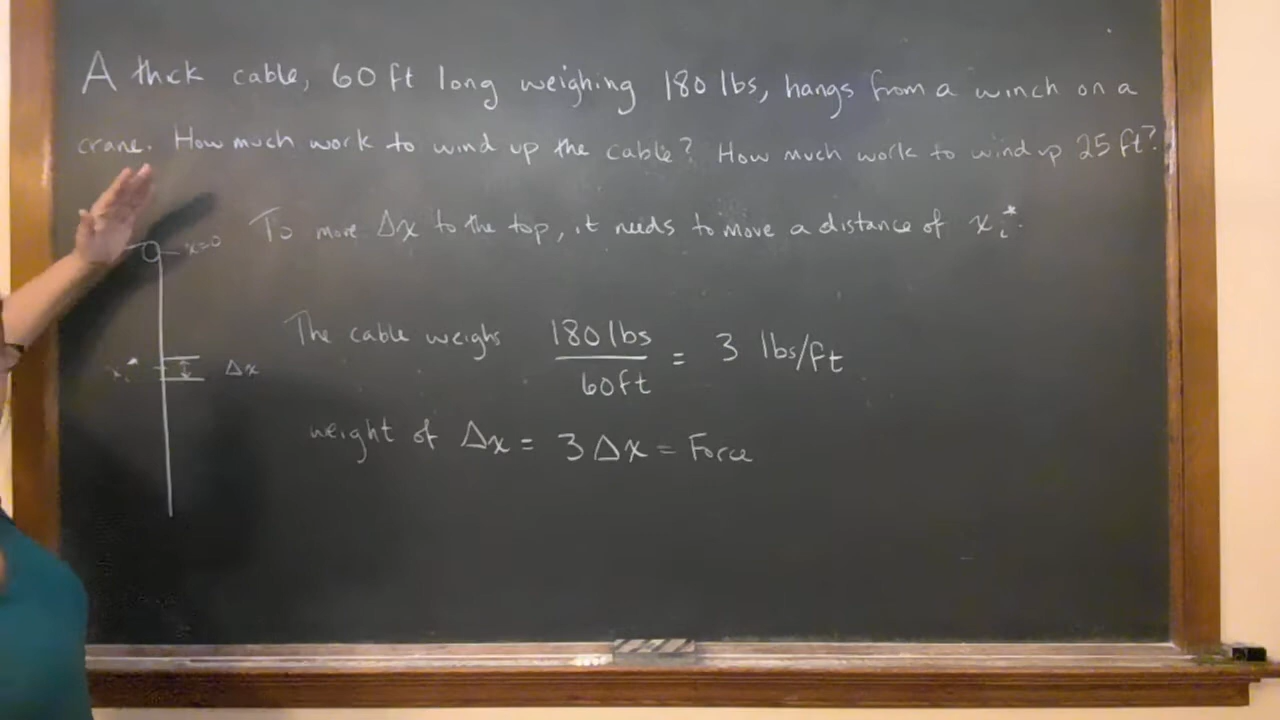 A thick cable, 60 ft long weighing 180 lbs, hangs from a winch on a
crane. How much work to wind up the cable? How much work to wind up 25 ft?
To move Δx to the top, it needs to move a distance of xᵢ*.
x=0
The cable weighs 180 lbs / 60 ft = 3 lbs/ft
xᵢ* Δx
weight of Δx = 3Δx = Force